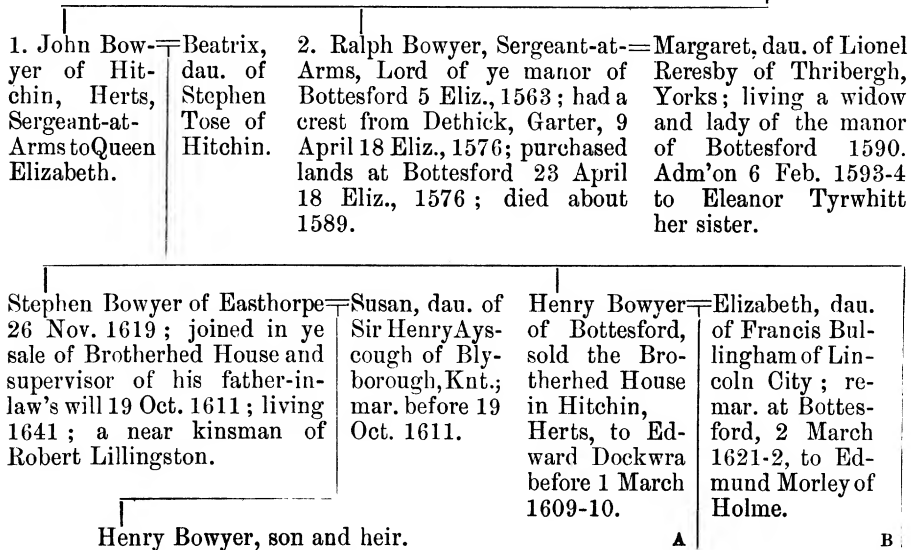 1. John Bow-
yer of Hit-
chin, Herts,
Sergeant-at-
Arms to Queen
Elizabeth.
Beatrix,
dau. of
Stephen
Tose of
Hitchin.
2. Ralph Bowyer, Sergeant-at-
Arms, Lord of ye manor of
Bottesford 5 Eliz., 1563; had a
crest from Dethick, Garter, 9
April 18 Eliz., 1576; purchased
lands at Bottesford 23 April
18 Eliz., 1576; died about
1589.
Margaret, dau. of Lionel
Reresby of Thribergh,
Yorks; living a widow
and lady of the manor
of Bottesford 1590.
Adm'on 6 Feb. 1593-4
to Eleanor Tyrwhitt
her sister.
Stephen Bowyer of Easthorpe
26 Nov. 1619; joined in ye
sale of Brotherhed House and
supervisor of his father-in-
law's will 19 Oct. 1611; living
1641; a near kinsman of
Robert Lillingston.
Susan, dau. of
Sir Henry Ays-
cough of Bly-
borough, Knt.;
mar. before 19
Oct. 1611.
Henry Bowyer
of Bottesford,
sold the Bro-
therhed House
in Hitchin,
Herts, to Ed-
ward Dockwra
before 1 March
1609-10.
Elizabeth, dau.
of Francis Bul-
lingham of Lin-
coln City; re-
mar. at Bottes-
ford, 2 March
1621-2, to Ed-
mund Morley of
Holme.
Henry Bowyer, son and heir.
A
B